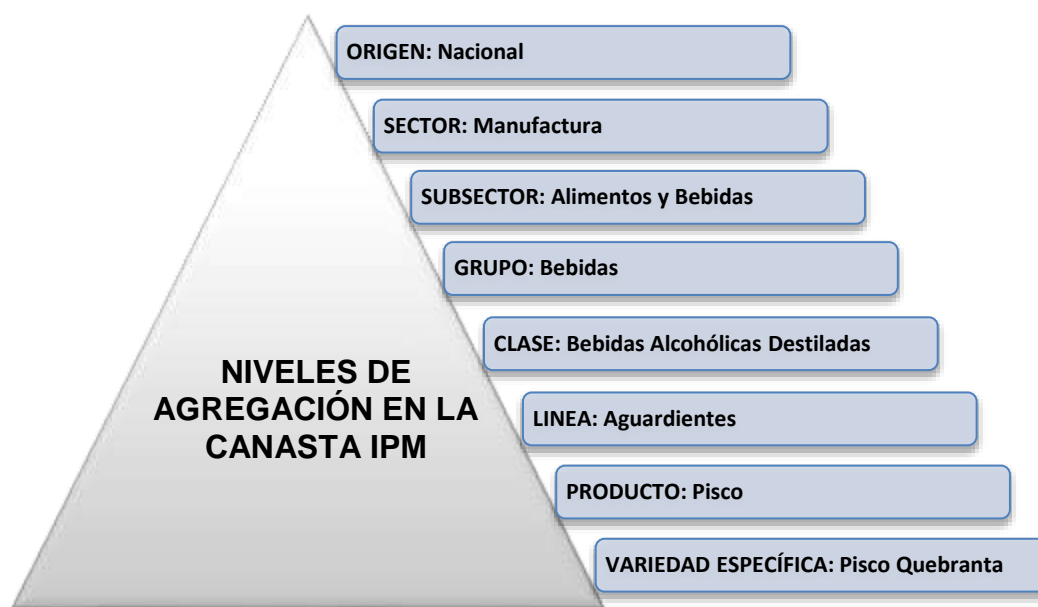 ORIGEN: Nacional
SECTOR: Manufactura
SUBSECTOR: Alimentos y Bebidas
GRUPO: Bebidas
CLASE: Bebidas Alcohólicas Destiladas
LINEA: Aguardientes
PRODUCTO: Pisco
VARIEDAD ESPECÍFICA: Pisco Quebranta
NIVELES DE
AGREGACIÓN EN LA
CANASTA IPM